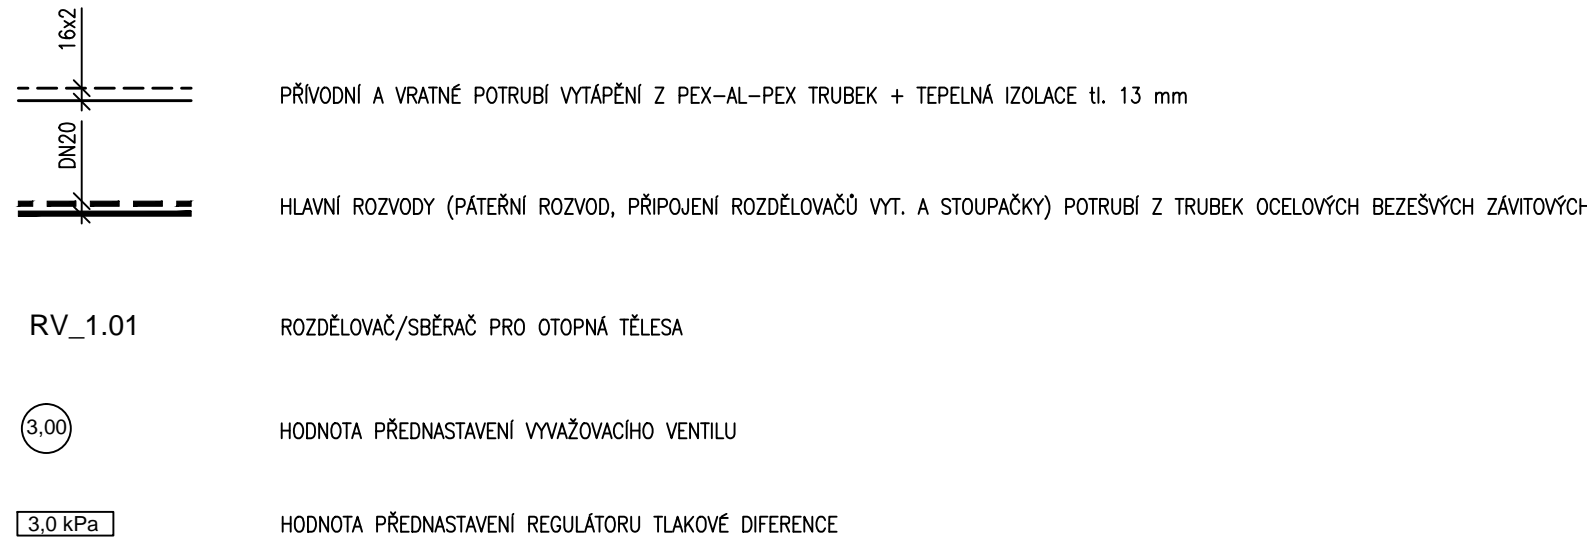 16x2
PŘÍVODNÍ A VRATNÉ POTRUBÍ VYTÁPĚNÍ Z PEX-AL-PEX TRUBEK + TEPELNÁ IZOLACE tl. 13 mm
DN20
HLAVNÍ ROZVODY (PÁTEŘNÍ ROZVOD, PŘIPOJENÍ ROZDĚLOVAČŮ VYT. A STOUPAČKY) POTRUBÍ Z TRUBEK OCELOVÝCH BEZEŠVÝCH ZÁVITOVÝCH
RV_1.01
ROZDĚLOVAČ/SBĚRAČ PRO OTOPNÁ TĚLESA
3,00
HODNOTA PŘEDNASTAVENÍ VYVAŽOVACÍHO VENTILU
3,0 kPa
HODNOTA PŘEDNASTAVENÍ REGULÁTORU TLAKOVÉ DIFERENCE